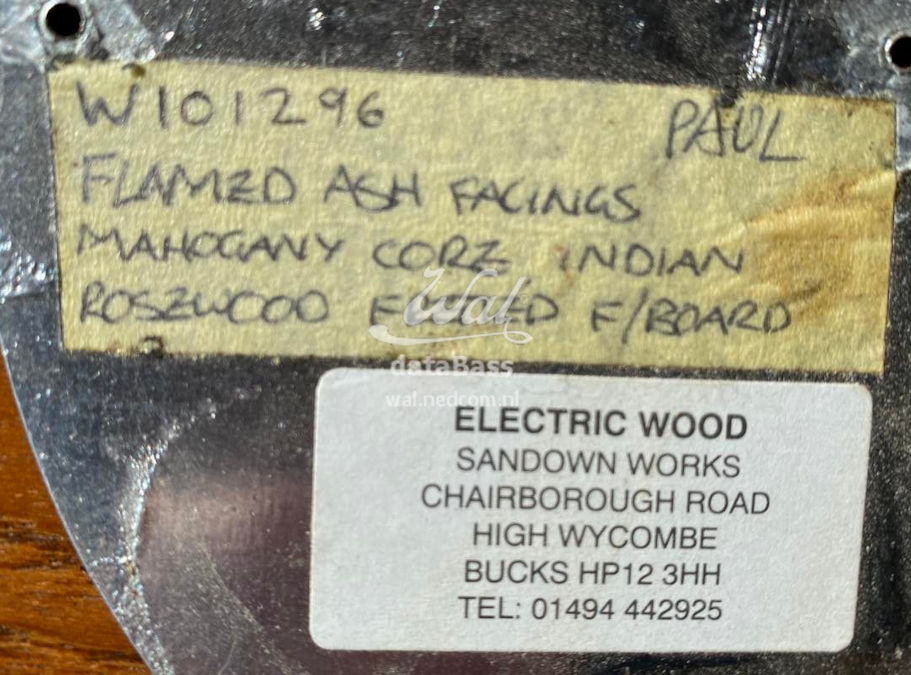 W101296 PAUL
FLAMED ASH FACINGS
MAHOGANY CORE INDIAN
ROSEWOOD F/BOARD
Wal
dataBass
wal.nedcom.nl
ELECTRIC WOOD
SANDOWN WORKS
CHAIRBOROUGH ROAD
HIGH WYCOMBE
BUCKS HP12 3HH
TEL: 01494 442925